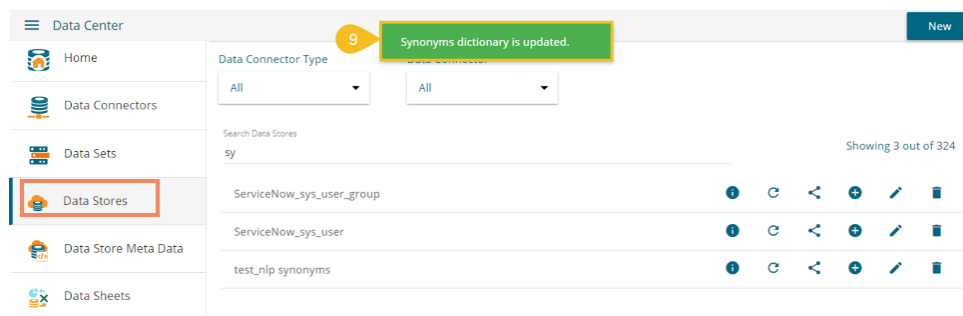 Data Center
9
Synonyms dictionary is updated.
New
Home
Data Connectors
Data Sets
Data Stores
Data Store Meta Data
Data Sheets
Data Connector Type
Data Connector
All
All
Search Data Stores
sy
Showing 3 out of 324
ServiceNow_sys_user_group
ServiceNow_sys_user
test_nlp synonyms